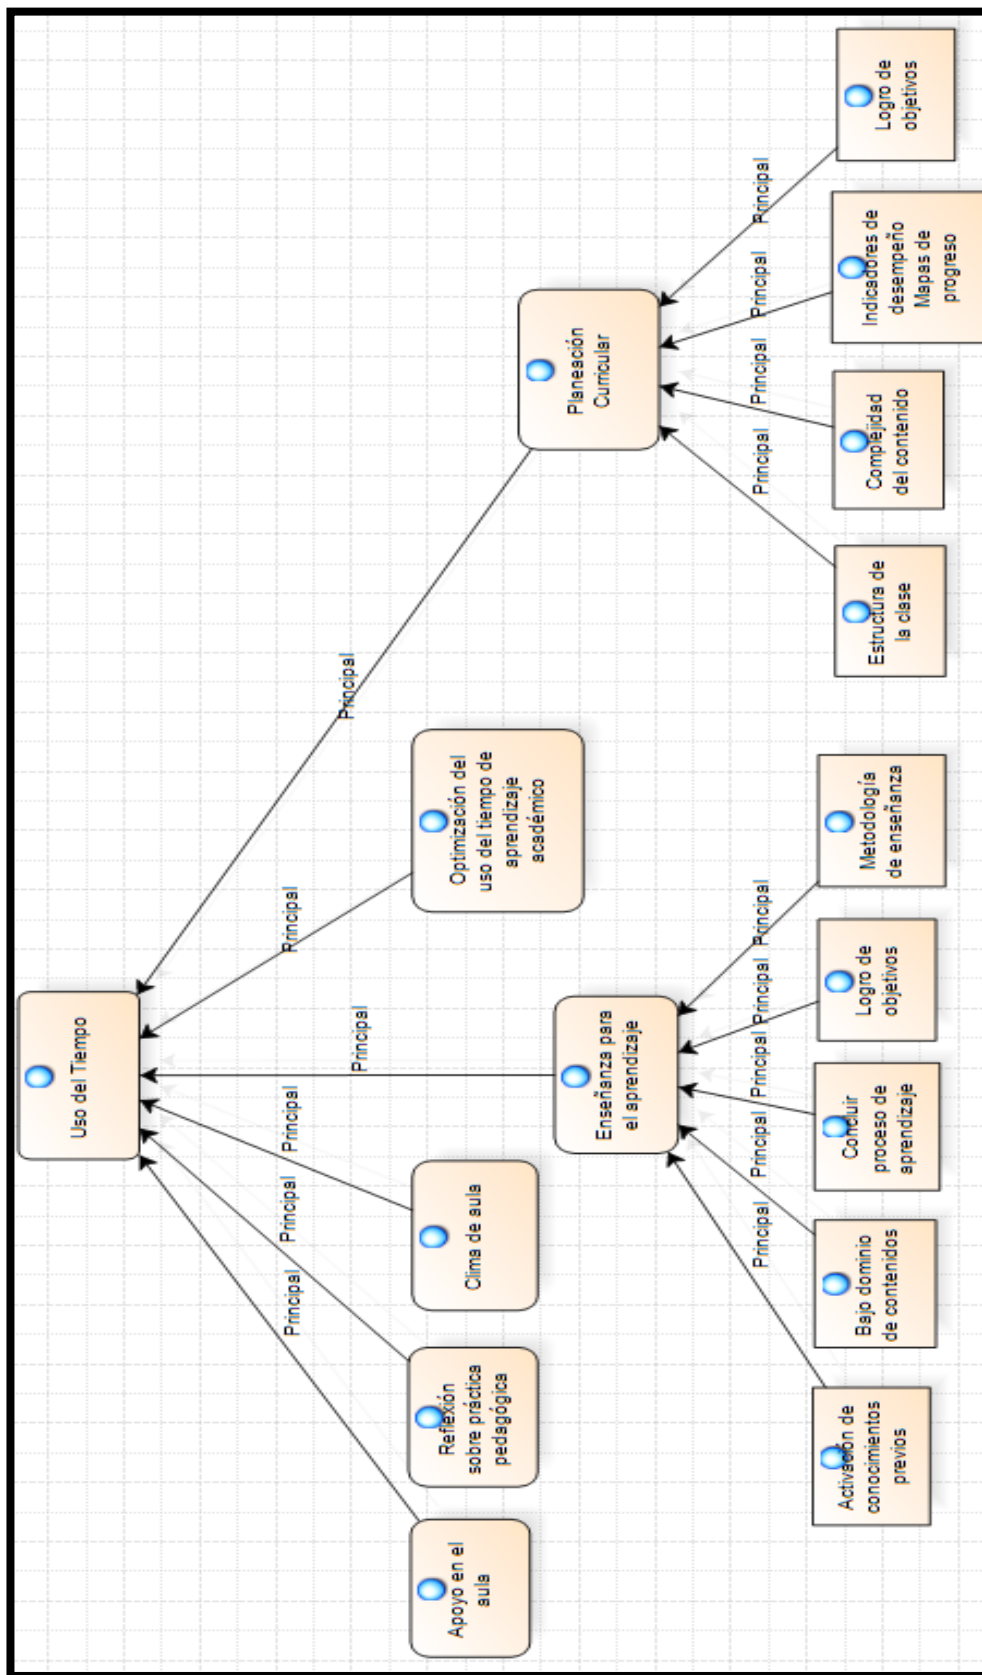 Uso del Tiempo
Principal
Principal
Principal
Principal
Principal
Principal
Apoyo en el
aula
Reflexión
sobre práctica
pedagógica
Clima de aula
Enseñanza para
el aprendizaje
Optimización del
uso del tiempo de
aprendizaje
académico
Planeación
Curricular
Principal
Principal
Principal
Principal
Principal
Principal
Principal
Principal
Principal
Activación de
conocimientos
previos
Bajo dominio
de contenidos
Concluir
proceso de
aprendizaje
Logro de
objetivos
Metodología
de enseñanza
Estructura de
la clase
Complejidad
del contenido
Indicadores de
desempeño
Mapas de
progreso
Logro de
objetivos